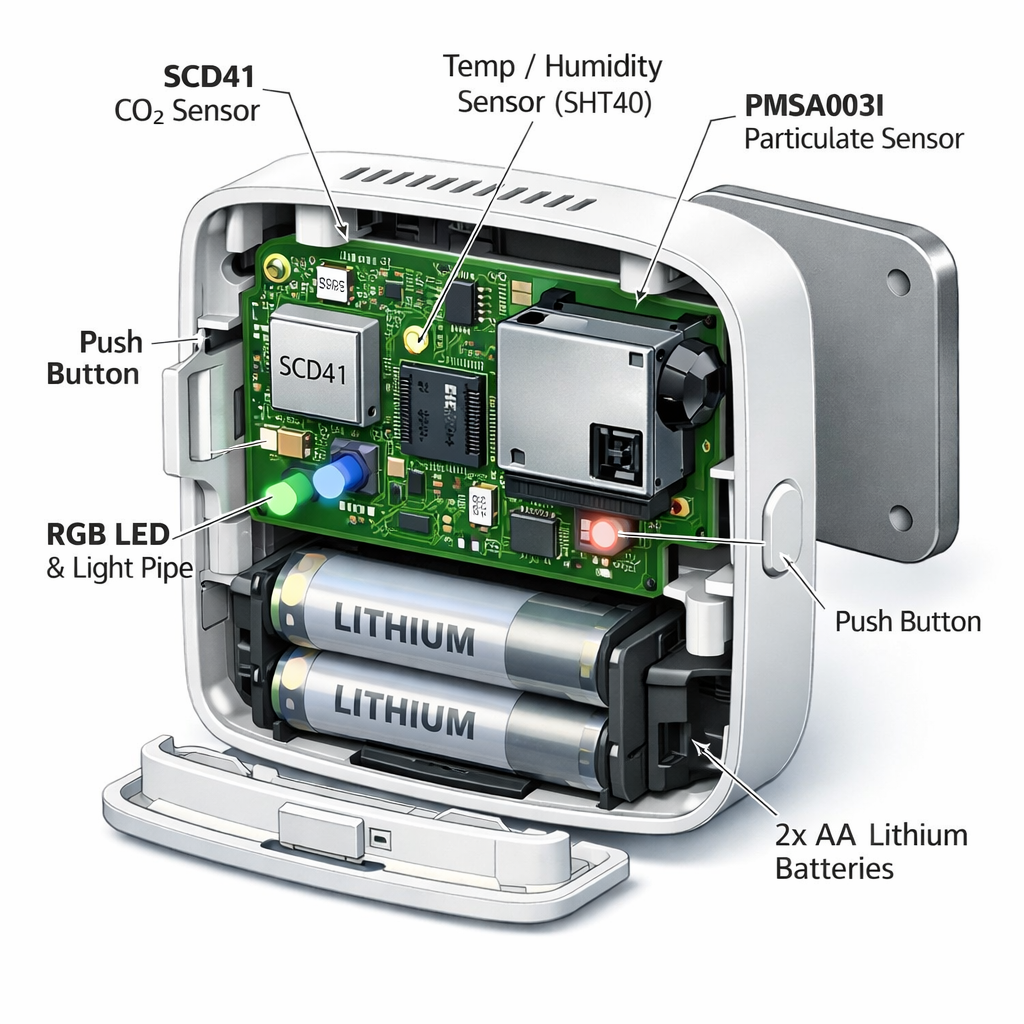 SCD41
CO₂ Sensor
Temp / Humidity
Sensor (SHT40)
PMSA003I
Particulate Sensor
Push
Button
SCD41
RGB LED
& Light Pipe
LITHIUM
LITHIUM
Push Button
2x AA Lithium
Batteries